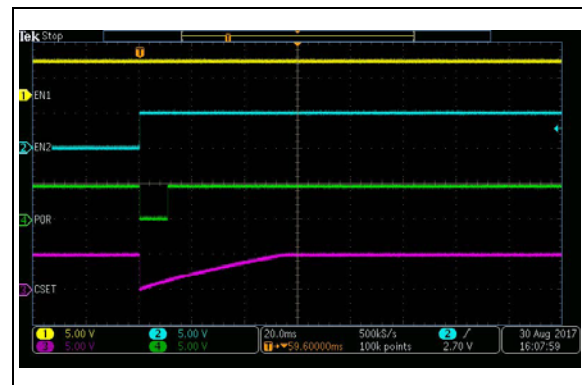 Tek Stop
T
1 EN1
2 EN2
4 POR
3 CSET
1 5.00 V 2 5.00 V 20.0ms 500kS/s 2 / 30 Aug 2017
3 5.00 V 4 5.00 V T→▼59.60000ms 100k points 2.70 V 16:07:59